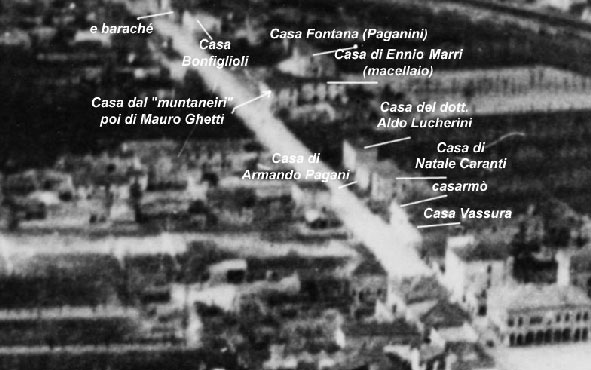 e baraché
Casa
Bonfiglioli
Casa Fontana (Paganini)
Casa di Ennio Marri
(macellaio)
Casa dal "muntaneiri"
poi di Mauro Ghetti
Casa del dott.
Aldo Lucherini
Casa di
Natale Caranti
Casa di
Armando Pagani
casarmò
Casa Vassura